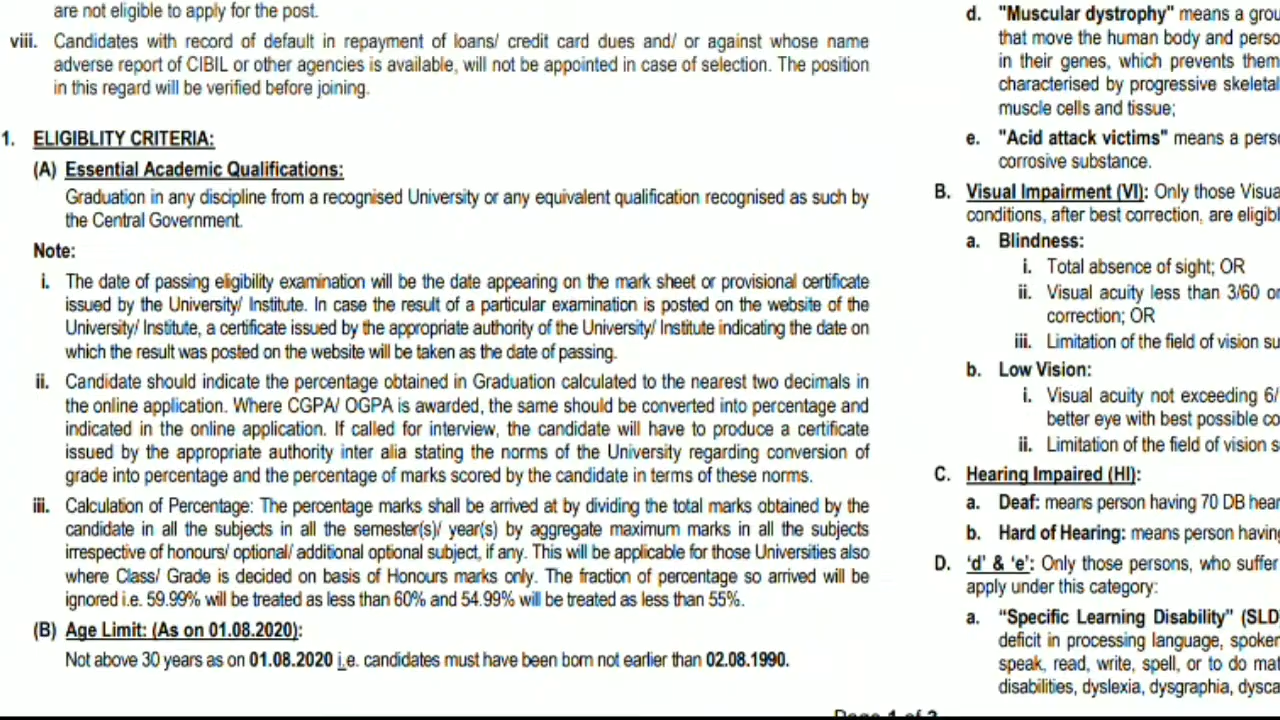 are not eligible to apply for the post.
viii. Candidates with record of default in repayment of loans/ credit card dues and/ or against whose name
adverse report of CIBIL or other agencies is available, will not be appointed in case of selection. The position
in this regard will be verified before joining.
1. ELIGIBLITY CRITERIA:
(A) Essential Academic Qualifications:
Graduation in any discipline from a recognised University or any equivalent qualification recognised as such by
the Central Government.
Note:
i. The date of passing eligibility examination will be the date appearing on the mark sheet or provisional certificate
issued by the University/ Institute. In case the result of a particular examination is posted on the website of the
University/ Institute, a certificate issued by the appropriate authority of the University/ Institute indicating the date on
which the result was posted on the website will be taken as the date of passing.
ii. Candidate should indicate the percentage obtained in Graduation calculated to the nearest two decimals in
the online application. Where CGPA/ OGPA is awarded, the same should be converted into percentage and
indicated in the online application. If called for interview, the candidate will have to produce a certificate
issued by the appropriate authority inter alia stating the norms of the University regarding conversion of
grade into percentage and the percentage of marks scored by the candidate in terms of these norms.
iii. Calculation of Percentage: The percentage marks shall be arrived at by dividing the total marks obtained by the
candidate in all the subjects in all the semester(s)/ year(s) by aggregate maximum marks in all the subjects
irrespective of honours/ optional/ additional optional subject, if any. This will be applicable for those Universities also
where Class/ Grade is decided on basis of Honours marks only. The fraction of percentage so arrived will be
ignored i.e. 59.99% will be treated as less than 60% and 54.99% will be treated as less than 55%.
(B) Age Limit: (As on 01.08.2020):
Not above 30 years as on 01.08.2020 i.e. candidates must have been born not earlier than 02.08.1990.
d. "Muscular dystrophy" means a grou
that move the human body and perso
in their genes, which prevents them
characterised by progressive skeletal
muscle cells and tissue;
e. "Acid attack victims" means a perso
corrosive substance.
B. Visual Impairment (VI): Only those Visua
conditions, after best correction, are eligibl
a. Blindness:
i. Total absence of sight; OR
ii. Visual acuity less than 3/60 or
correction; OR
iii. Limitation of the field of vision su
b. Low Vision:
i. Visual acuity not exceeding 6/
better eye with best possible co
ii. Limitation of the field of vision s
C. Hearing Impaired (HI):
a. Deaf: means person having 70 DB hear
b. Hard of Hearing: means person having
D. 'd' & 'e': Only those persons, who suffer
apply under this category:
a. "Specific Learning Disability" (SLD
deficit in processing language, spoken
speak, read, write, spell, or to do mat
disabilities, dyslexia, dysgraphia, dysca